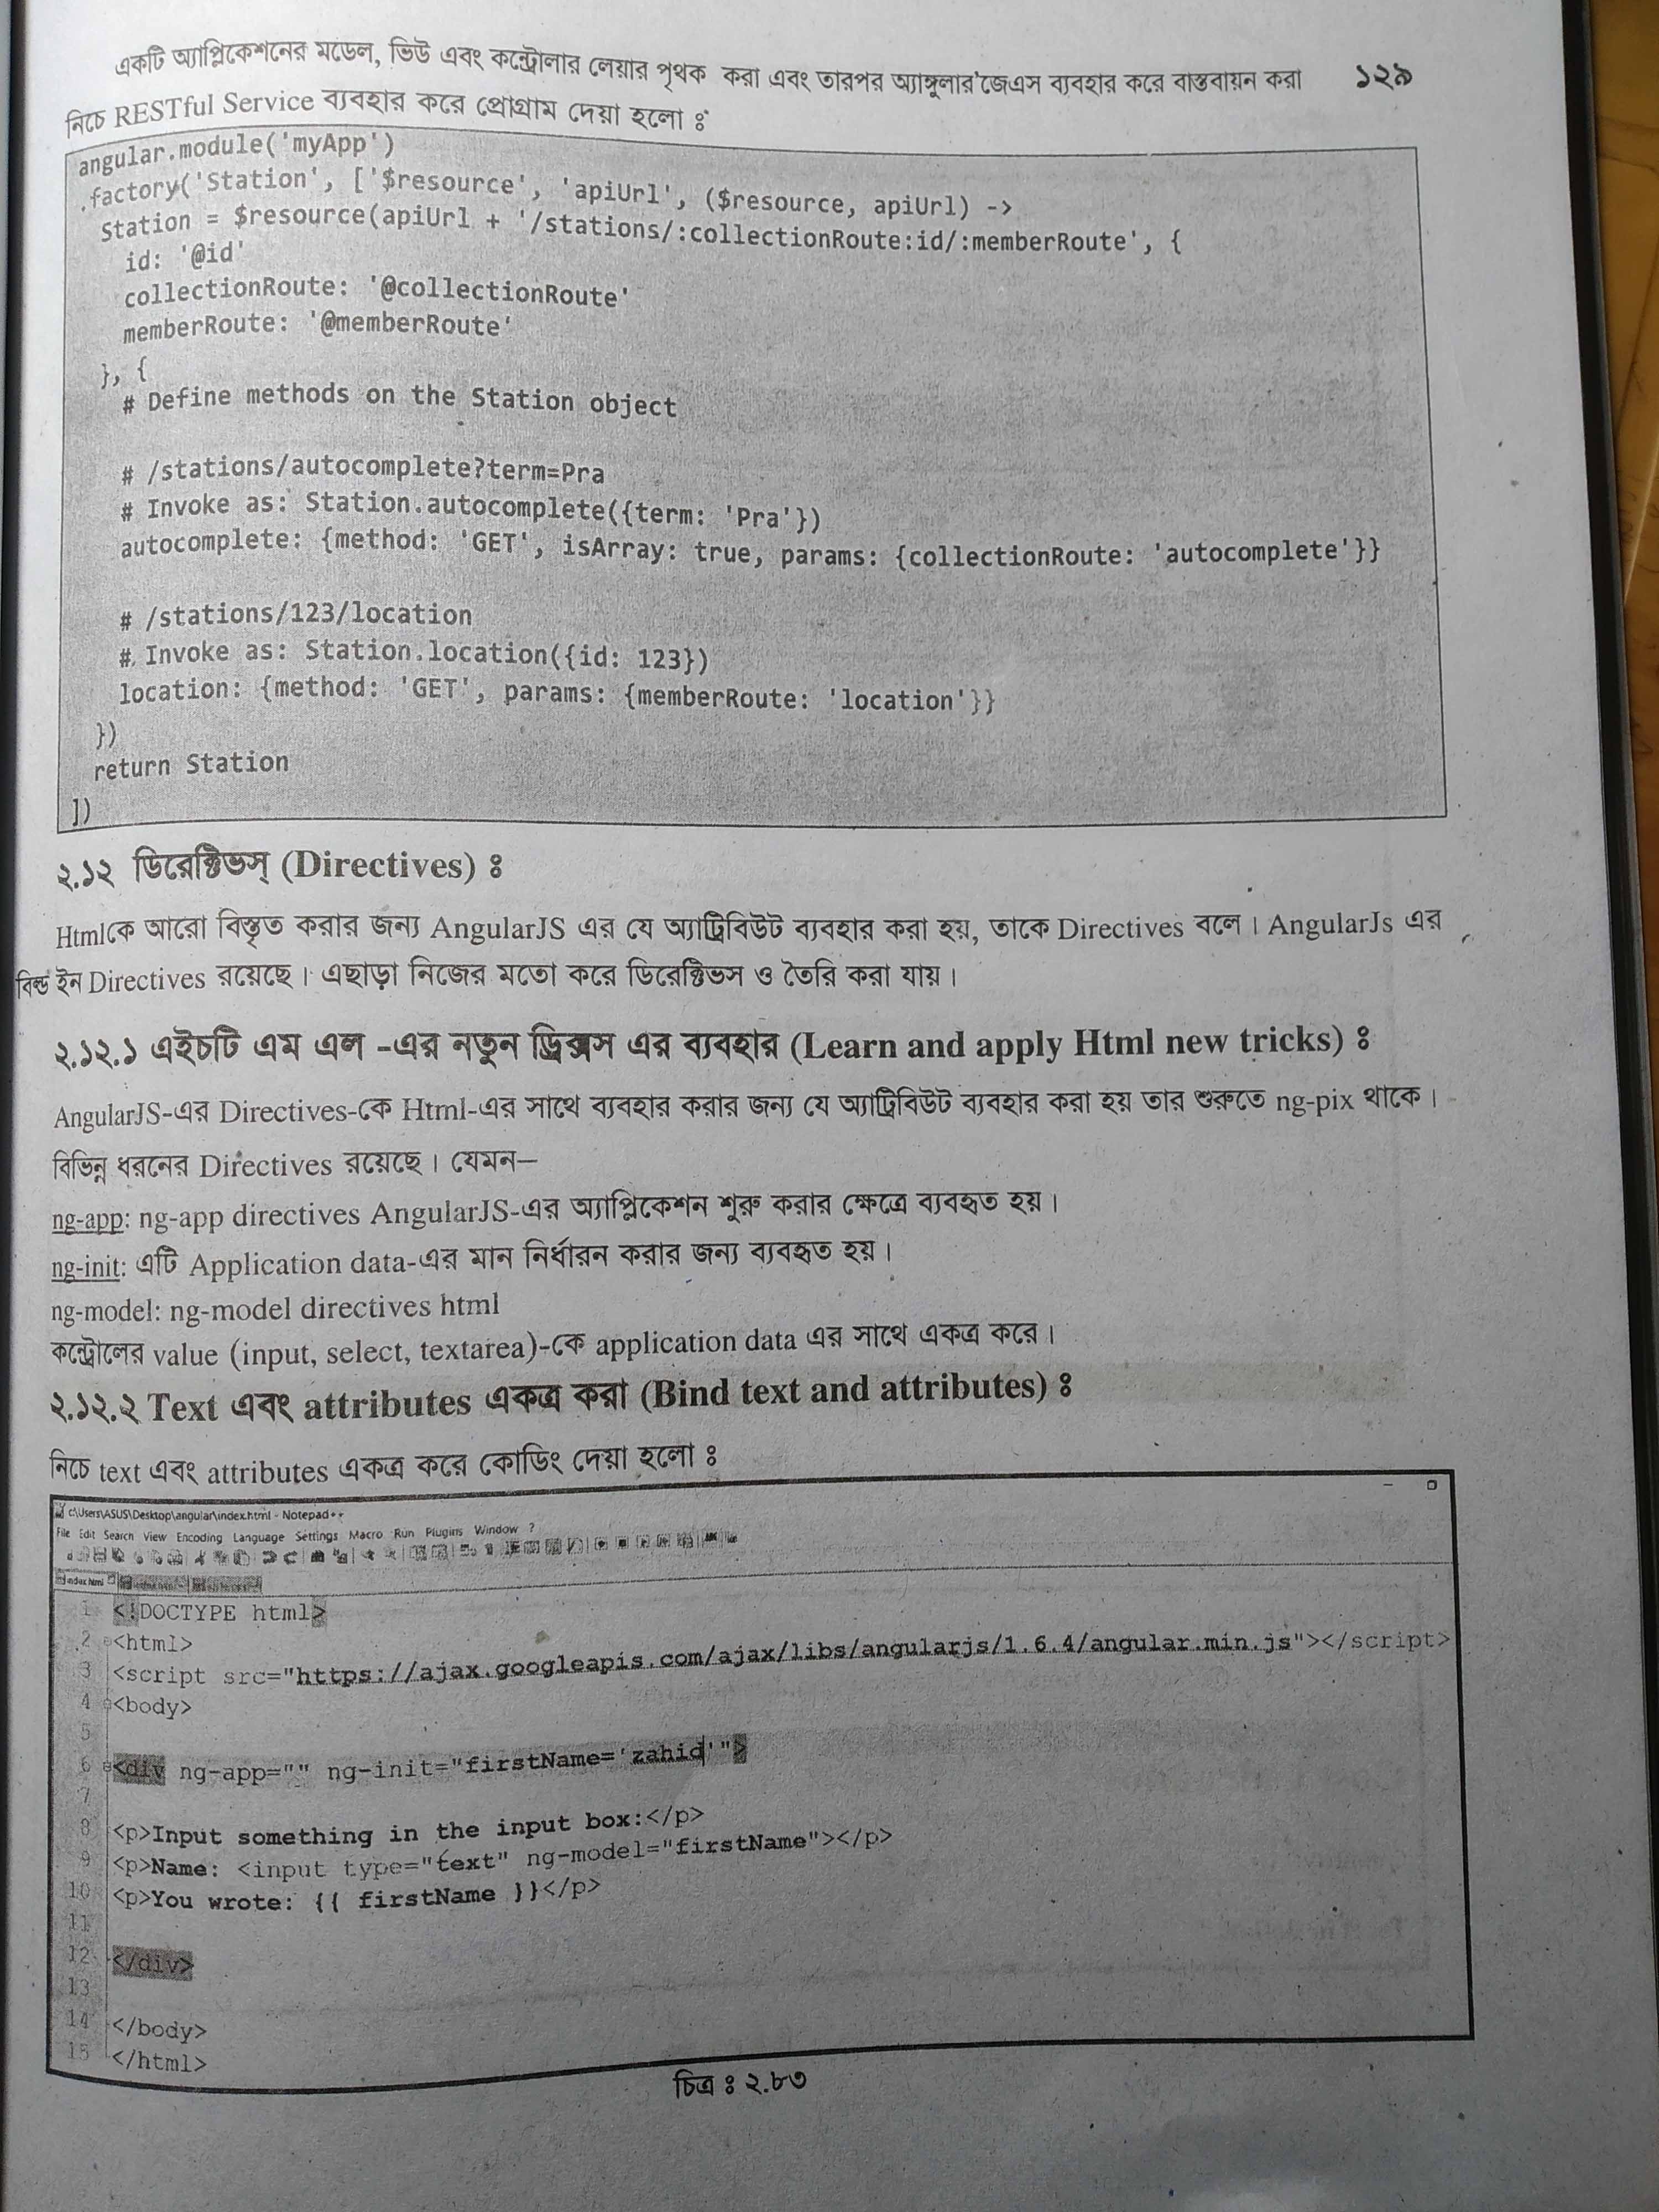 একটি অ্যাপ্লিকেশনের মডেল, ভিউ এবং কন্ট্রোলার লেয়ার পৃথক করা এবং তারপর অ্যাঙ্গুলার জেএস ব্যবহার করে বাস্তবায়ন করা ১২৯
নিচে RESTful Service ব্যবহার করে প্রোগ্রাম দেয়া হলো ঃ
angular.module('myApp')
.factory('Station', ['$resource', 'apiUrl', ($resource, apiUrl) ->
Station = $resource(apiUrl + '/stations/:collectionRoute:id/:memberRoute', {
id: '@id'
collectionRoute: '@collectionRoute'
memberRoute: '@memberRoute'
}, {
# Define methods on the Station object
# /stations/autocomplete?term=Pra
# Invoke as: Station.autocomplete({term: 'Pra'})
autocomplete: {method: 'GET', isArray: true, params: {collectionRoute: 'autocomplete'}}
# /stations/123/location
# Invoke as: Station.location({id: 123})
location: {method: 'GET', params: {memberRoute: 'location'}}
})
return Station
])
২.১২ ডিরেক্টিভস্ (Directives) ঃ
Htmlকে আরো বিস্তৃত করার জন্য AngularJS এর যে অ্যাট্রিবিউট ব্যবহার করা হয়, তাকে Directives বলে। AngularJs এর
বিল্ড ইন Directives রয়েছে। এছাড়া নিজের মতো করে ডিরেক্টিভস ও তৈরি করা যায়।
২.১২.১ এইচটি এম এল -এর নতুন ট্রিক্সস এর ব্যবহার (Learn and apply Html new tricks) ঃ
AngularJS-এর Directives-কে Html-এর সাথে ব্যবহার করার জন্য যে অ্যাট্রিবিউট ব্যবহার করা হয় তার শুরুতে ng-pix থাকে।
বিভিন্ন ধরনের Directives রয়েছে। যেমন—
ng-app: ng-app directives AngularJS-এর অ্যাপ্লিকেশন শুরু করার ক্ষেত্রে ব্যবহৃত হয়।
ng-init: এটি Application data-এর মান নির্ধারন করার জন্য ব্যবহৃত হয়।
ng-model: ng-model directives html
কন্ট্রোলের value (input, select, textarea)-কে application data এর সাথে একত্র করে।
২.১২.২ Text এবং attributes একত্র করা (Bind text and attributes) ঃ
নিচে text এবং attributes একত্র করে কোডিং দেয়া হলো ঃ
c:\Users\ASUS\Desktop\angular\index.html - Notepad++
File Edit Search View Encoding Language Settings Macro Run Plugins Window ?
index.html
1 <!DOCTYPE html>
2 <html>
3 <script src="https://ajax.googleapis.com/ajax/libs/angularjs/1.6.4/angular.min.js"></script>
4 <body>
5
6 <div ng-app="" ng-init="firstName='zahid'">
7
8 <p>Input something in the input box:</p>
9 <p>Name: <input type="text" ng-model="firstName"></p>
10 <p>You wrote: {{ firstName }}</p>
11
12 </div>
13
14 </body>
15 </html>
চিত্র ঃ ২.৮৩